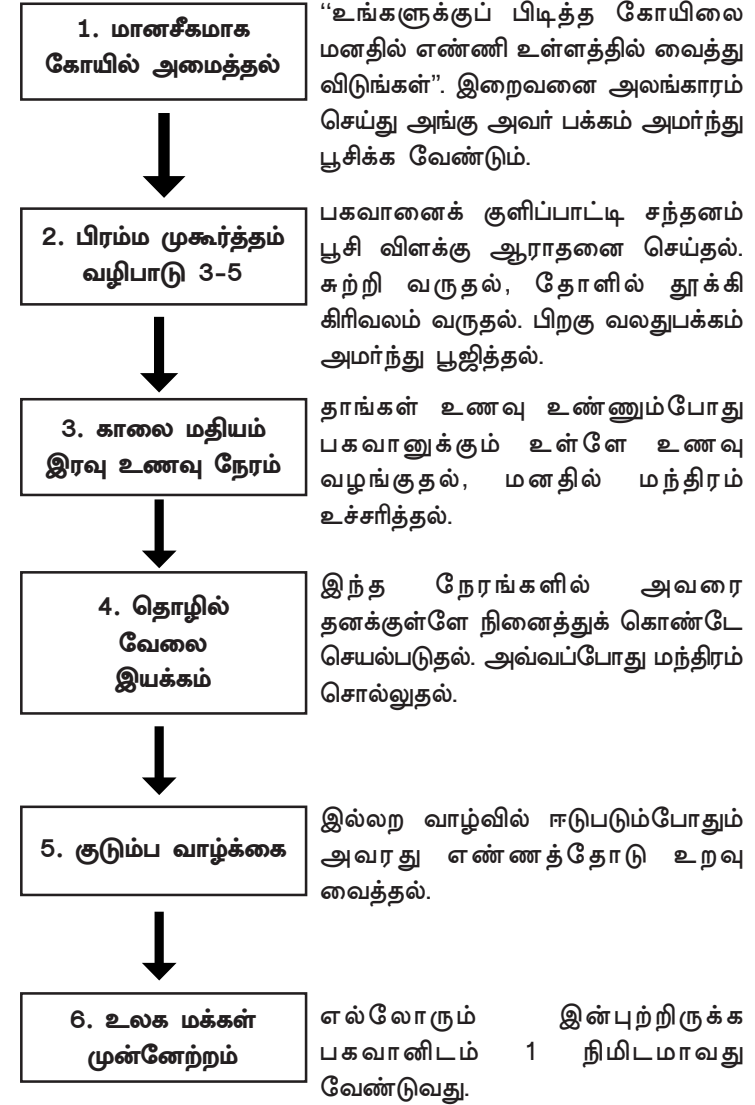 1. மானசீகமாக
கோயில் அமைத்தல்
‘‘உங்களுக்குப் பிடித்த கோயிலை
மனதில் எண்ணி உள்ளத்தில் வைத்து
விடுங்கள்”. இறைவனை அலங்காரம்
செய்து அங்கு அவர் பக்கம் அமர்ந்து
பூசிக்க வேண்டும்.
2. பிரம்ம முகூர்த்தம்
வழிபாடு 3-5
பகவானைக் குளிப்பாட்டி சந்தனம்
பூசி விளக்கு ஆராதனை செய்தல்.
சுற்றி வருதல், தோளில் தூக்கி
கிரிவலம் வருதல். பிறகு வலதுபக்கம்
அமர்ந்து பூஜித்தல்.
3. காலை மதியம்
இரவு உணவு நேரம்
தாங்கள் உணவு உண்ணும்போது
பகவானுக்கும் உள்ளே உணவு
வழங்குதல், மனதில் மந்திரம்
உச்சரித்தல்.
4. தொழில்
வேலை
இயக்கம்
இந்த நேரங்களில் அவரை
தனக்குள்ளே நினைத்துக் கொண்டே
செயல்படுதல். அவ்வப்போது மந்திரம்
சொல்லுதல்.
5. குடும்ப வாழ்க்கை
இல்லற வாழ்வில் ஈடுபடும்போதும்
அவரது எண்ணத்தோடு உறவு
வைத்தல்.
6. உலக மக்கள்
முன்னேற்றம்
எல்லோரும் இன்புற்றிருக்க
பகவானிடம் 1 நிமிடமாவது
வேண்டுவது.